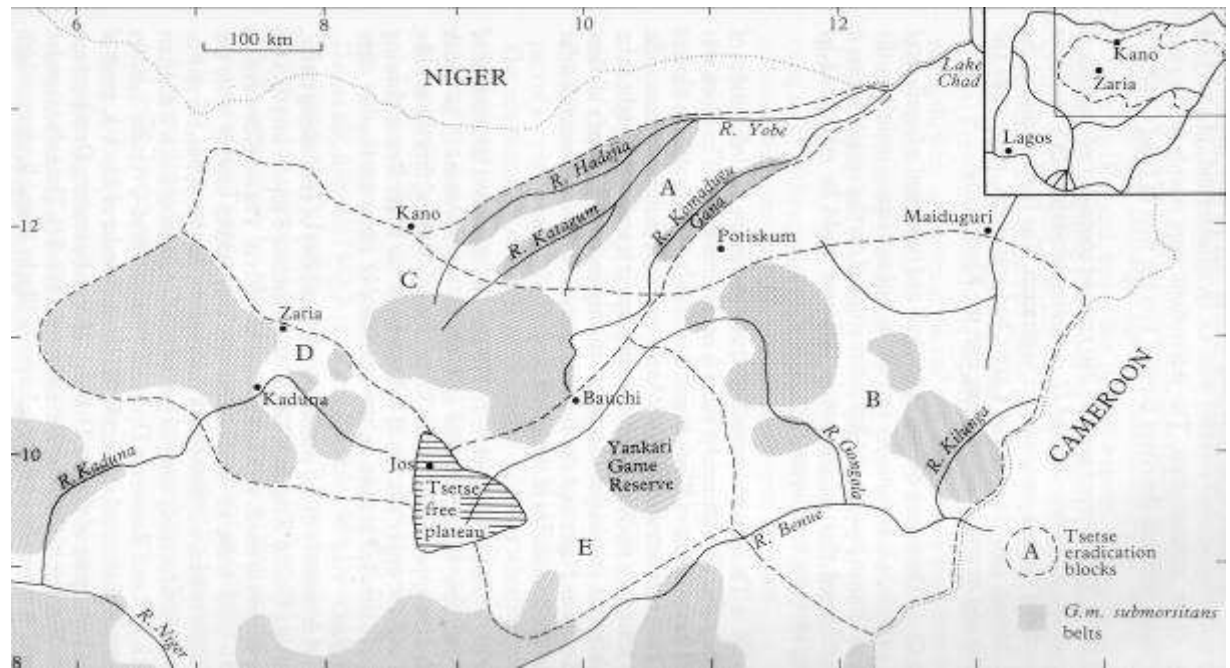 6
8
10
12
100 km
NIGER
Lake
Chad
Kano
Zaria
Lagos
R. Yobe
R. Hadejia
A
R. Komadugu
Gana
R. Katagum
12
Kano
Maiduguri
Potiskum
C
Zaria
D
Kaduna
Bauchi
B
CAMEROON
10
R. Kaduna
Jos
Tsetse
free
plateau
Yankari
Game
Reserve
R. Gongola
R. Kilunga
E
R. Benue
A
Tsetse
eradication
blocks
R. Niger
G.m. submorsitans
belts
8